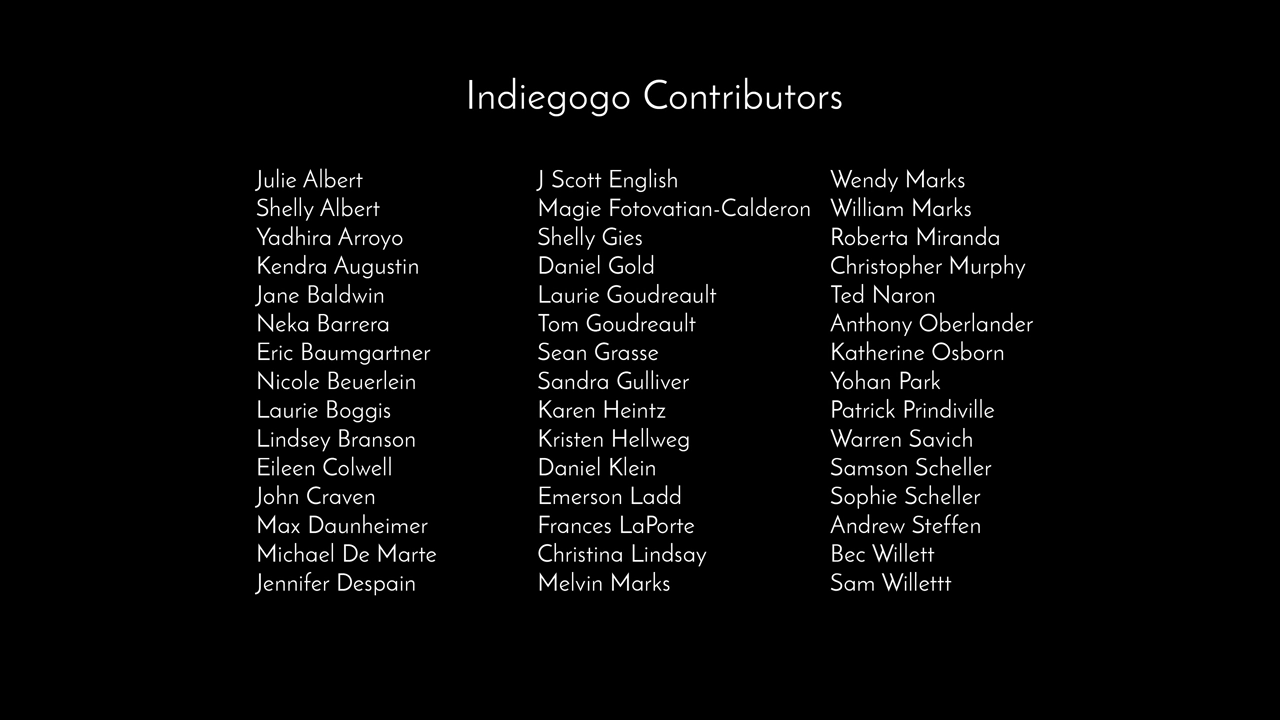 Indiegogo Contributors
Julie Albert
Shelly Albert
Yadhira Arroyo
Kendra Augustin
Jane Baldwin
Neka Barrera
Eric Baumgartner
Nicole Beuerlein
Laurie Boggis
Lindsey Branson
Eileen Colwell
John Craven
Max Daunheimer
Michael De Marte
Jennifer Despain
J Scott English
Magie Fotovatian-Calderon
Shelly Gies
Daniel Gold
Laurie Goudreault
Tom Goudreault
Sean Grasse
Sandra Gulliver
Karen Heintz
Kristen Hellweg
Daniel Klein
Emerson Ladd
Frances LaPorte
Christina Lindsay
Melvin Marks
Wendy Marks
William Marks
Roberta Miranda
Christopher Murphy
Ted Naron
Anthony Oberlander
Katherine Osborn
Yohan Park
Patrick Prindiville
Warren Savich
Samson Scheller
Sophie Scheller
Andrew Steffen
Bec Willett
Sam Willettt